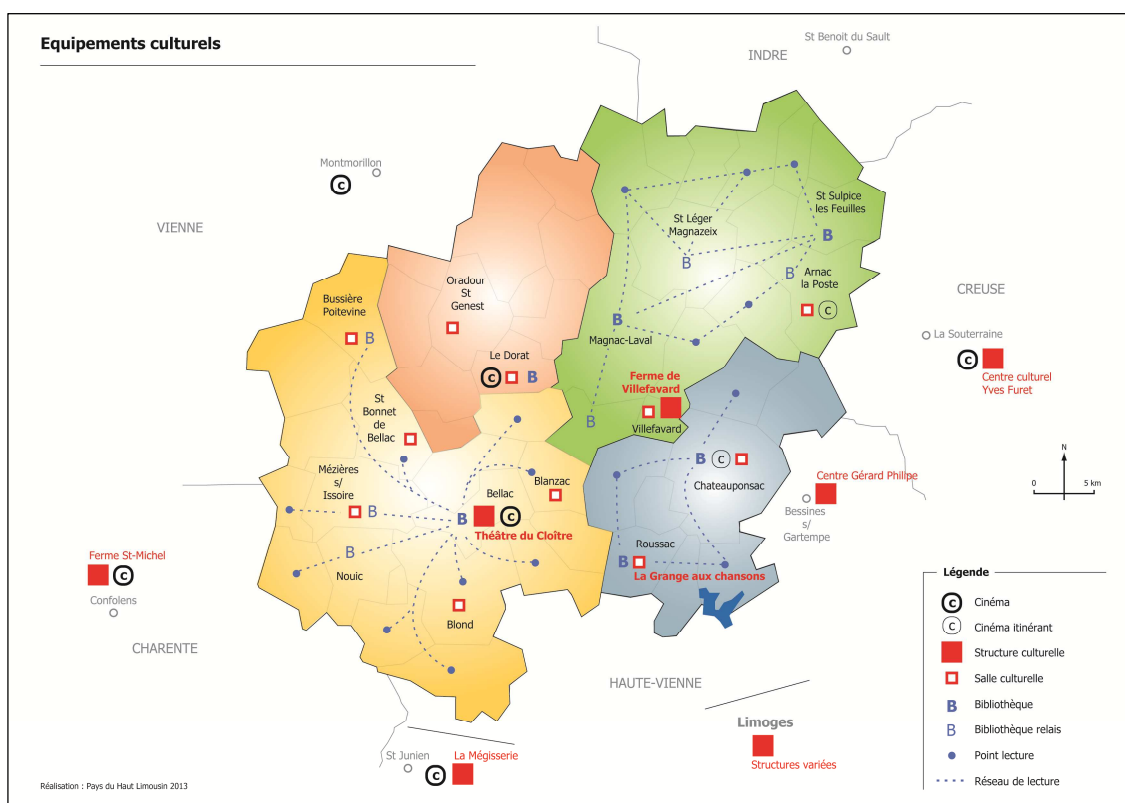 Equipements culturels
St Benoit du Sault
INDRE
Montmorillon
C
VIENNE
St Sulpice
les Feuilles
B
St Léger
Magnazeix
B
B
Arnac
la Poste
C
CREUSE
Oradour
St
Genest
Bussière
Poitevine
B
B
Magnac-Laval
La Souterraine
C
Centre culturel
Yves Furet
Le Dorat
C
B
Ferme de
Villefavard
Villefavard
B
St
Bonnet
de
Bellac
B
C
Chateauponsac
N
0
5 km
Mézières
s/
Issoire
B
Blanzac
Bellac
B
C
Théâtre du Cloître
Centre Gérard Philipe
Bessines
s/
Gartempe
B
Nouic
Roussac
B
La Grange aux chansons
Ferme St-Michel
C
Confolens
Blond
CHARENTE
HAUTE-VIENNE
Limoges
Structures variées
St Junien
C
La Mégisserie
Légende
C Cinéma
C Cinéma itinérant
Structure culturelle
Salle culturelle
B Bibliothèque
B Bibliothèque relais
Point lecture
Réseau de lecture
Réalisation : Pays du Haut Limousin 2013